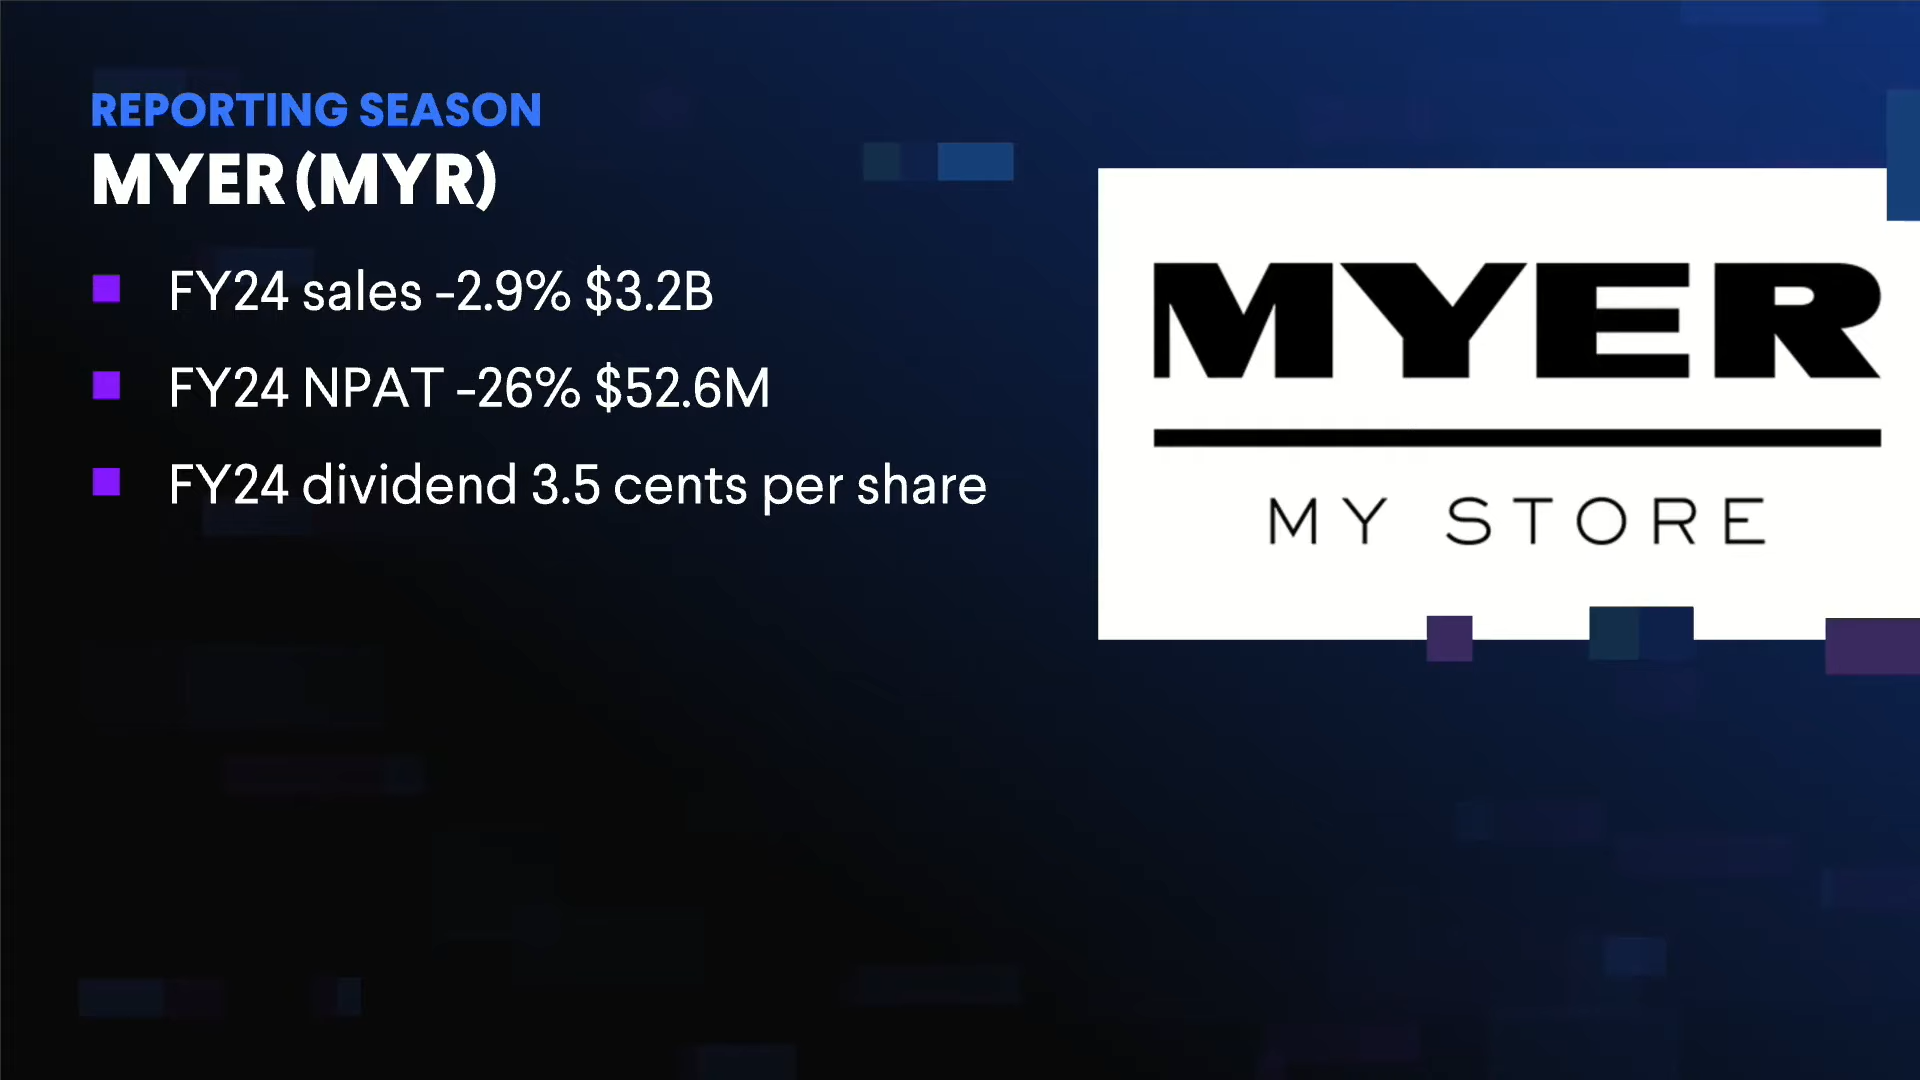 REPORTING SEASON
MYER (MYR)
FY24 sales -2.9% $3.2B
FY24 NPAT -26% $52.6M
FY24 dividend 3.5 cents per share
MYER
MY STORE